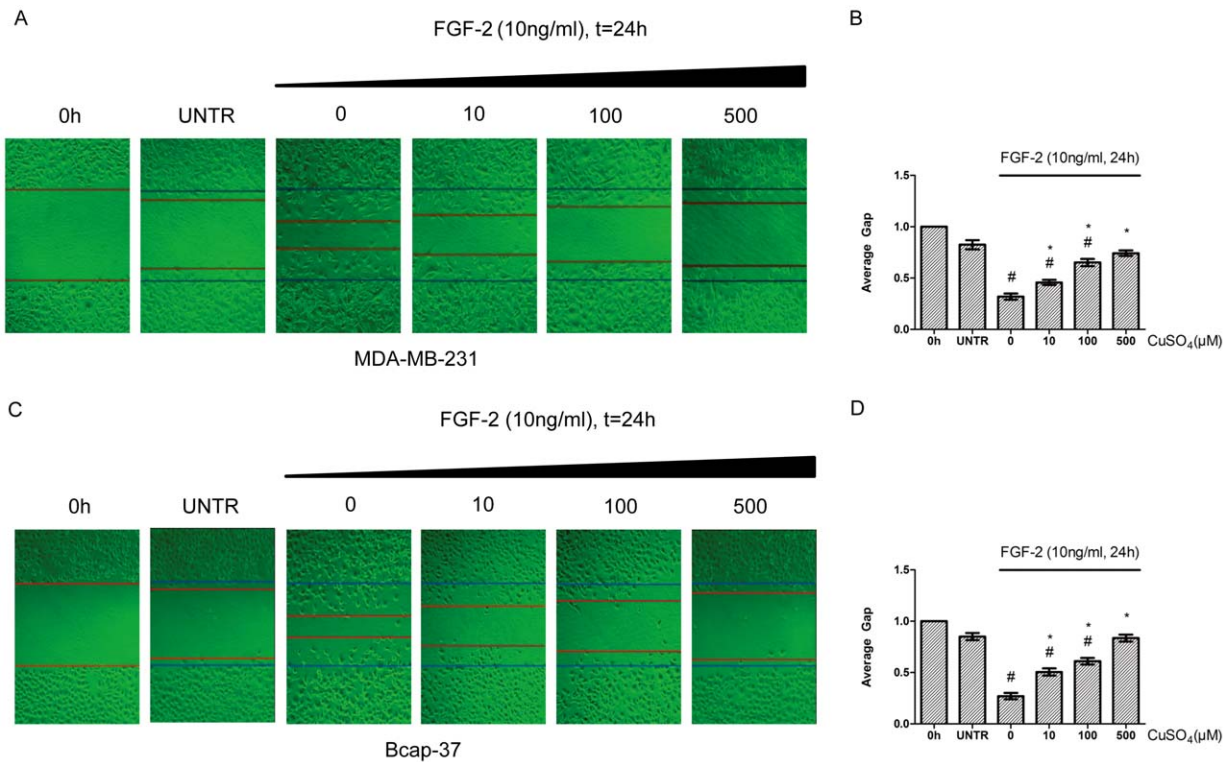 A
FGF-2 (10ng/ml), t=24h
0h UNTR 0 10 100 500
MDA-MB-231
B
FGF-2 (10ng/ml, 24h)
Average Gap
1.5
1.0
0.5
0.0
#
*
#
*
#
*
0h UNTR 0 10 100 500 CuSO₄(μM)
C
FGF-2 (10ng/ml), t=24h
0h UNTR 0 10 100 500
Bcap-37
D
FGF-2 (10ng/ml, 24h)
Average Gap
1.5
1.0
0.5
0.0
#
*
#
*
#
*
0h UNTR 0 10 100 500 CuSO₄(μM)